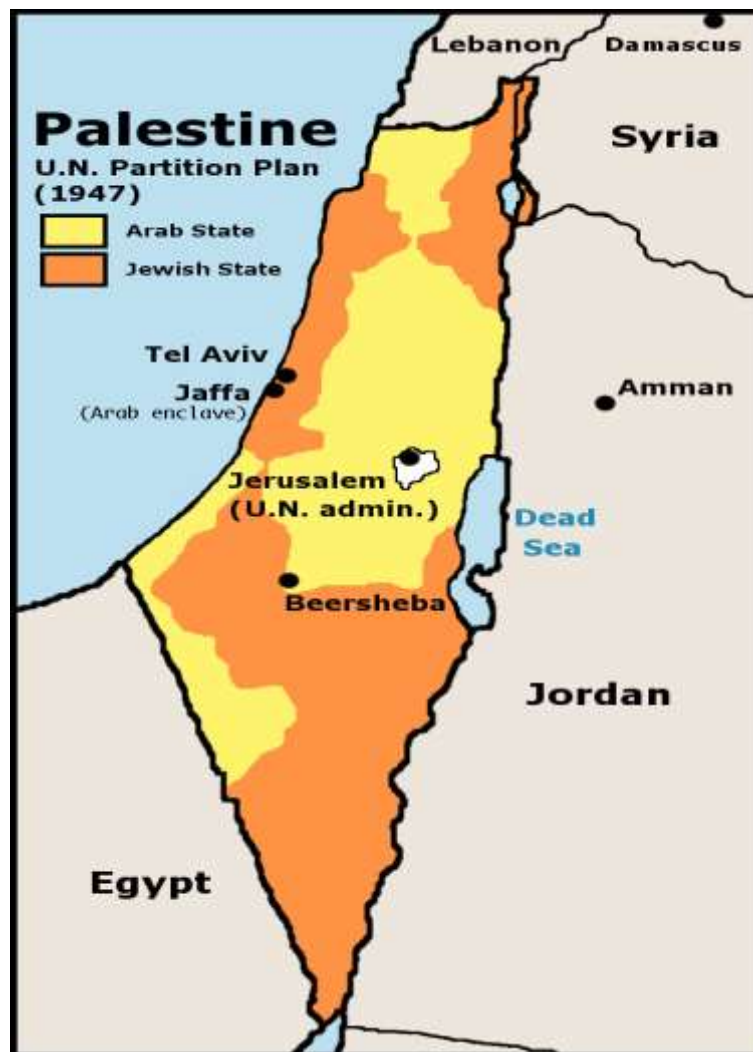 Lebanon
Damascus
Palestine
U.N. Partition Plan
(1947)
Syria
Arab State
Jewish State
Tel Aviv
Jaffa
(Arab enclave)
Amman
Jerusalem
(U.N. admin.)
Dead
Sea
Beersheba
Jordan
Egypt